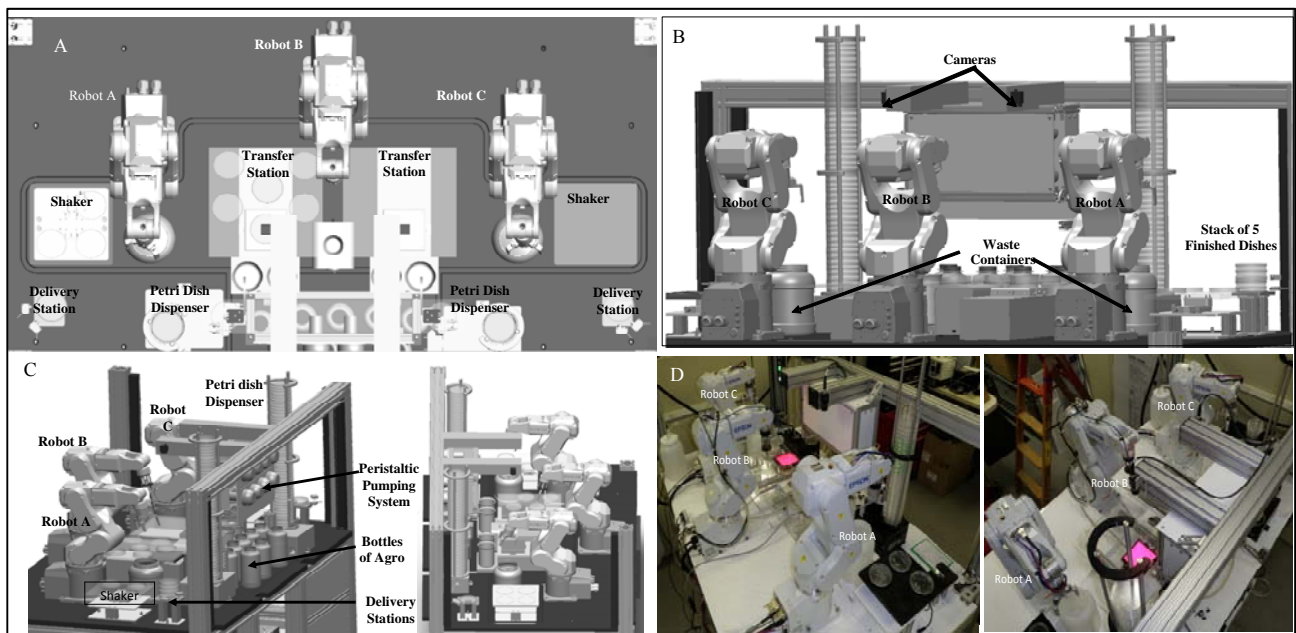 A
Robot B
Robot A
Robot C
Transfer
Station
Transfer
Station
Shaker
Shaker
Delivery
Station
Petri Dish
Dispenser
Petri Dish
Dispenser
Delivery
Station
B
Cameras
Robot C
Robot B
Robot A
Stack of 5
Finished Dishes
Waste
Containers
C
Petri dish
Dispenser
Robot
C
Robot B
Robot A
Peristaltic
Pumping
System
Bottles
of Agro
Shaker
Delivery
Stations
D
Robot C
Robot B
Robot A
EPSON
Robot C
Robot B
Robot A